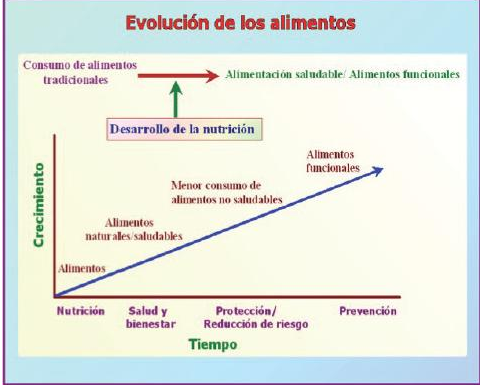 Evolución de los alimentos
Consumo de alimentos
tradicionales
Alimentación saludable/ Alimentos funcionales
Desarrollo de la nutrición
Alimentos
funcionales
Menor consumo de
alimentos no saludables
Alimentos
naturales/saludables
Alimentos
Crecimiento
Nutrición
Salud y
bienestar
Protección/
Reducción de riesgo
Prevención
Tiempo